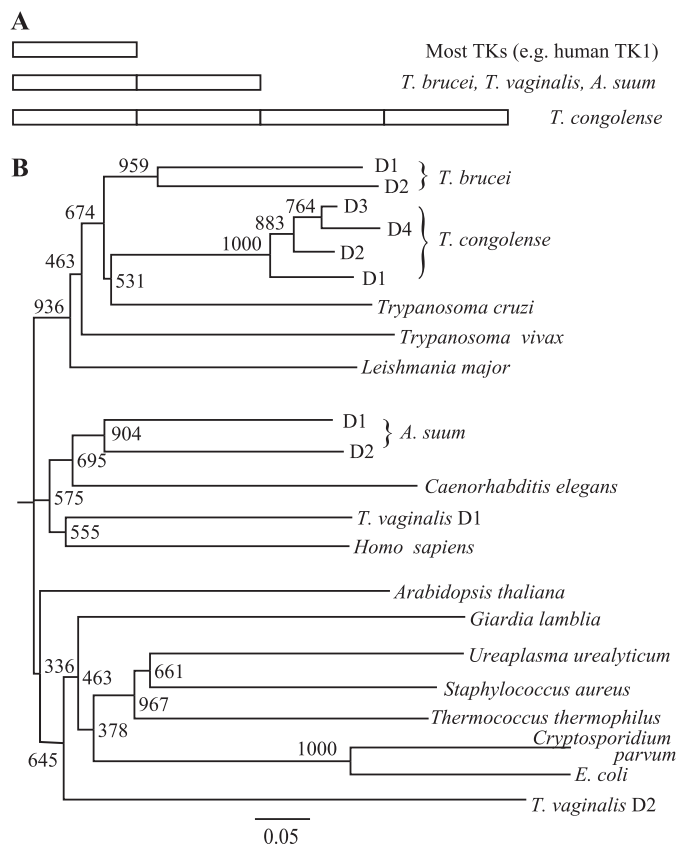 A
Most TKs (e.g. human TK1)
T. brucei, T. vaginalis, A. suum
T. congolense
B
959
D1
D2
T. brucei
674
764
D3
883
D4
1000
D2
T. congolense
463
531
D1
936
Trypanosoma cruzi
Trypanosoma vivax
Leishmania major
D1
904
A. suum
D2
695
Caenorhabditis elegans
575
T. vaginalis D1
555
Homo sapiens
Arabidopsis thaliana
Giardia lamblia
336
463
Ureaplasma urealyticum
661
Staphylococcus aureus
967
Thermococcus thermophilus
378
Cryptosporidium
parvum
1000
645
E. coli
T. vaginalis D2
0.05